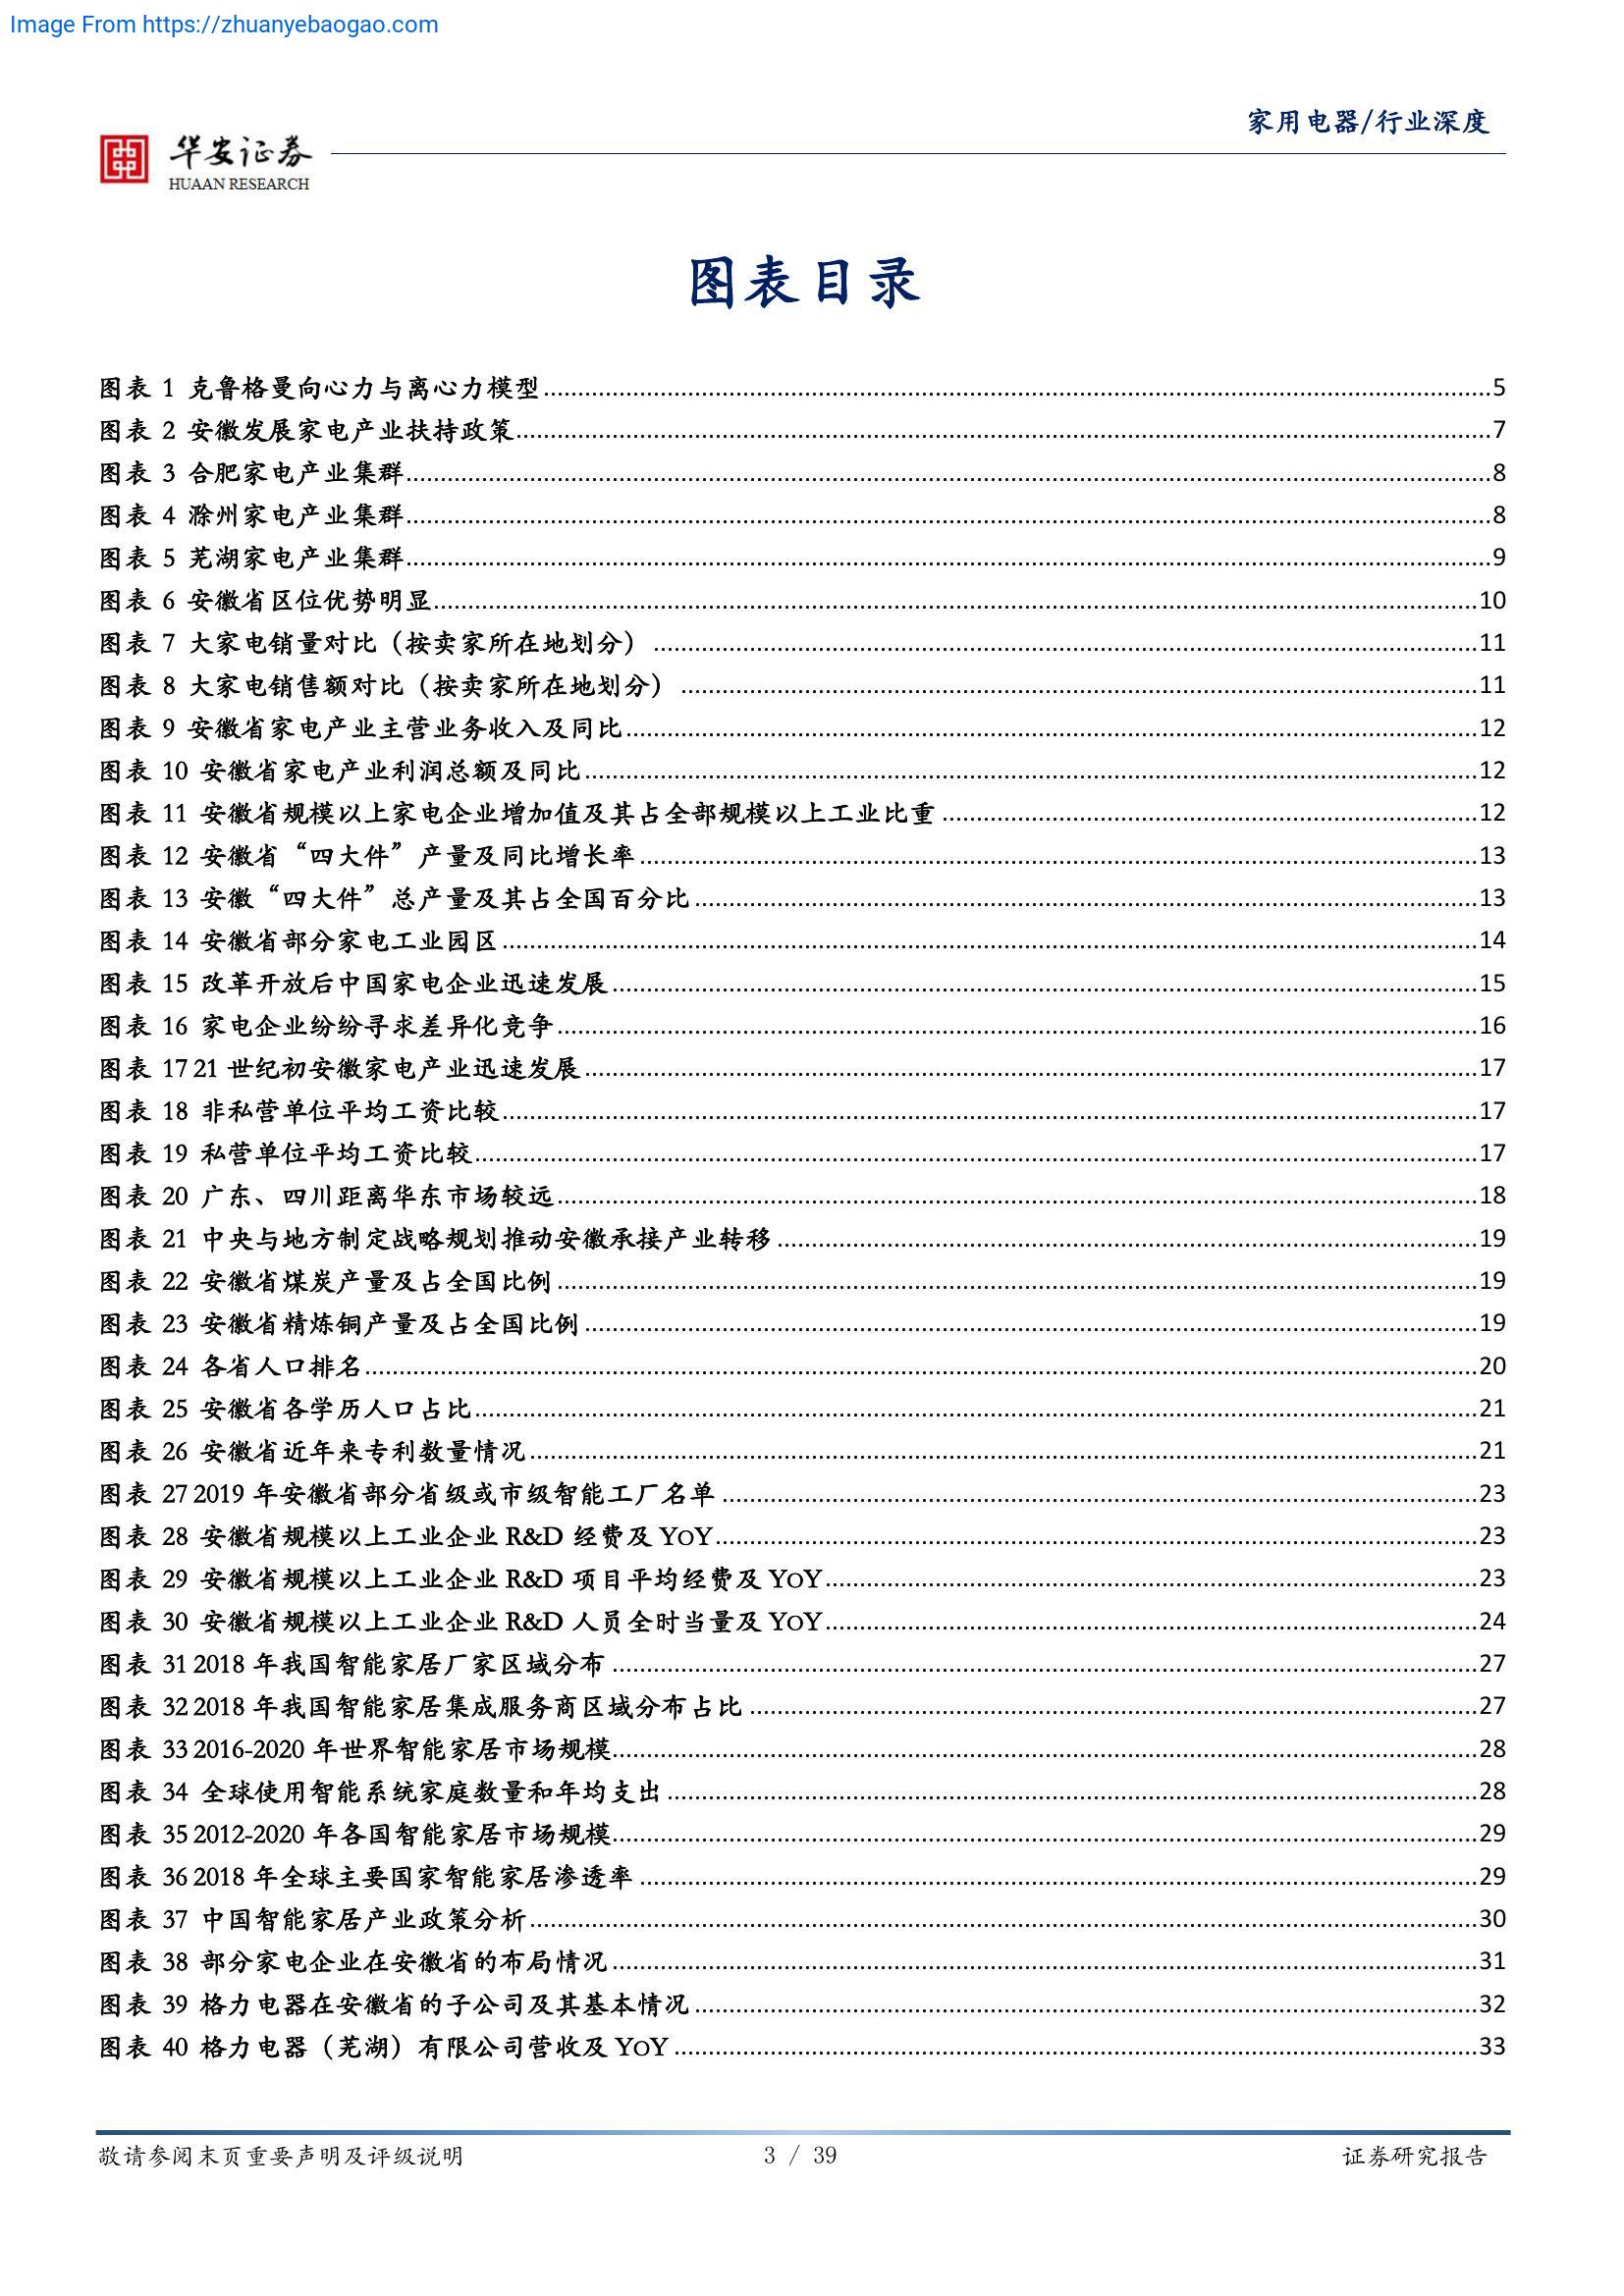 Image From https://zhuanyebaogao.com
家用电器/行业深度
华安证券
HUAAN RESEARCH
图表目录
图表 1 克鲁格曼向心力与离心力模型........................5
图表 2 安徽发展家电产业扶持政策........................7
图表 3 合肥家电产业集群........................8
图表 4 滁州家电产业集群........................8
图表 5 芜湖家电产业集群........................9
图表 6 安徽省区位优势明显........................10
图表 7 大家电销量对比（按卖家所在地划分）........................11
图表 8 大家电销售额对比（按卖家所在地划分）........................11
图表 9 安徽省家电产业主营业务收入及同比........................12
图表 10 安徽省家电产业利润总额及同比........................12
图表 11 安徽省规模以上家电企业增加值及其占全部规模以上工业比重........................12
图表 12 安徽省“四大件”产量及同比增长率........................13
图表 13 安徽“四大件”总产量及其占全国百分比........................13
图表 14 安徽省部分家电工业园区........................14
图表 15 改革开放后中国家电企业迅速发展........................15
图表 16 家电企业纷纷寻求差异化竞争........................16
图表 17 21 世纪初安徽家电产业迅速发展........................17
图表 18 非私营单位平均工资比较........................17
图表 19 私营单位平均工资比较........................17
图表 20 广东、四川距离华东市场较远........................18
图表 21 中央与地方制定战略规划推动安徽承接产业转移........................19
图表 22 安徽省煤炭产量及占全国比例........................19
图表 23 安徽省精炼铜产量及占全国比例........................19
图表 24 各省人口排名........................20
图表 25 安徽省各学历人口占比........................21
图表 26 安徽省近年来专利数量情况........................21
图表 27 2019 年安徽省部分省级或市级智能工厂名单........................23
图表 28 安徽省规模以上工业企业 R&D 经费及 YOY........................23
图表 29 安徽省规模以上工业企业 R&D 项目平均经费及 YOY........................23
图表 30 安徽省规模以上工业企业 R&D 人员全时当量及 YOY........................24
图表 31 2018 年我国智能家居厂家区域分布........................27
图表 32 2018 年我国智能家居集成服务商区域分布占比........................27
图表 33 2016-2020 年世界智能家居市场规模........................28
图表 34 全球使用智能系统家庭数量和年均支出........................28
图表 35 2012-2020 年各国智能家居市场规模........................29
图表 36 2018 年全球主要国家智能家居渗透率........................29
图表 37 中国智能家居产业政策分析........................30
图表 38 部分家电企业在安徽省的布局情况........................31
图表 39 格力电器在安徽省的子公司及其基本情况........................32
图表 40 格力电器（芜湖）有限公司营收及 YOY........................33
敬请参阅末页重要声明及评级说明
3 / 39
证券研究报告